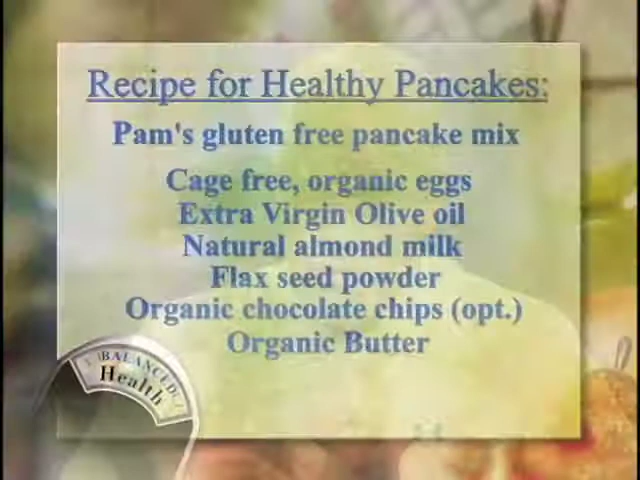 Recipe for Healthy Pancakes:
Pam's gluten free pancake mix
Cage free, organic eggs
Extra Virgin Olive oil
Natural almond milk
Flax seed powder
Organic chocolate chips (opt.)
Organic Butter
BALANCED
Health